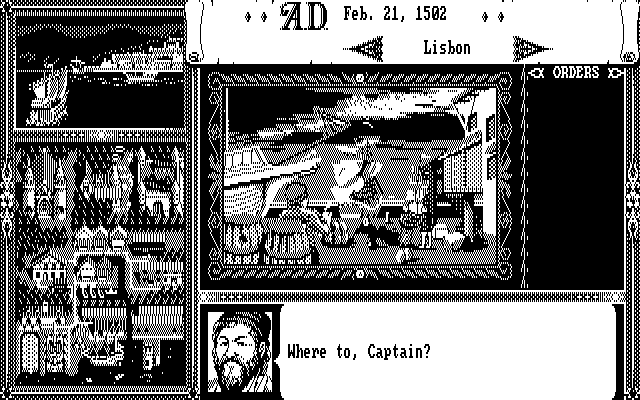 A.D. Feb. 21, 1502
Lisbon
ORDERS
Where to, Captain?